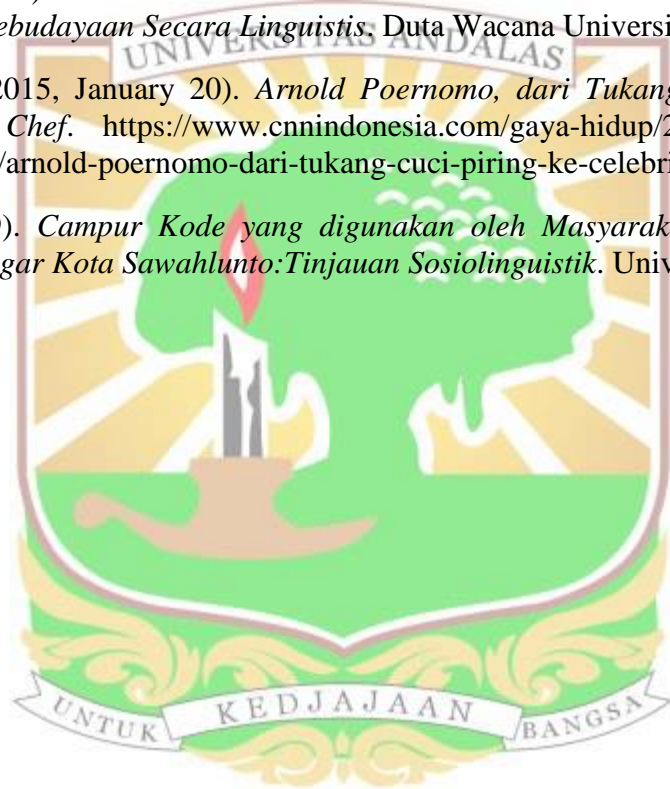 ebudayaan Secara Linguistis. Duta Wacana Universi
UNIVERSITAS ANDALAS
2015, January 20). Arnold Poernomo, dari Tukang
Chef. https://www.cnnindonesia.com/gaya-hidup/2
/arnold-poernomo-dari-tukang-cuci-piring-ke-celebri
). Campur Kode yang digunakan oleh Masyarak
gar Kota Sawahlunto:Tinjauan Sosiolinguistik. Univ
UNTUK KEDJAJAAN BANGSA